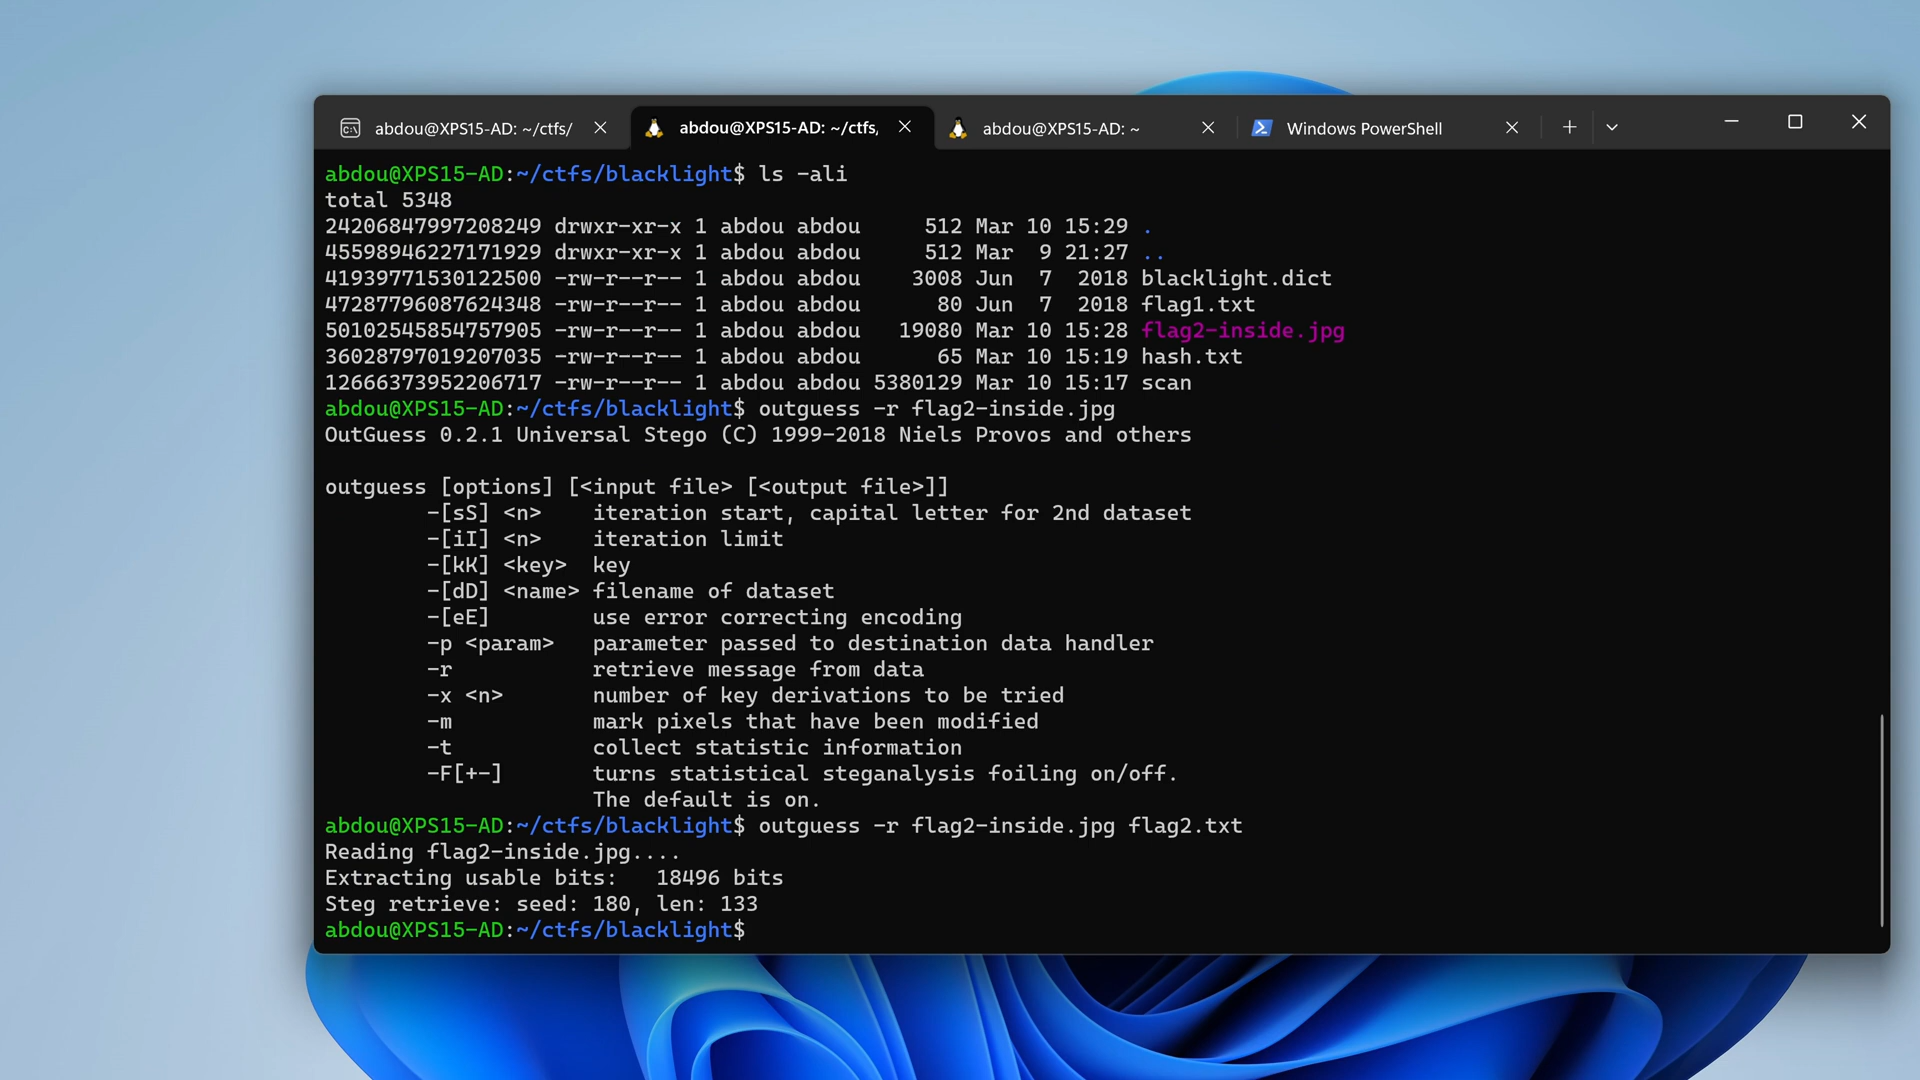 abdou@XPS15-AD: ~/ctfs/
abdou@XPS15-AD: ~/ctfs,
abdou@XPS15-AD: ~
Windows PowerShell
abdou@XPS15-AD:~/ctfs/blacklight$ ls -ali
total 5348
24206847997208249 drwxr-xr-x 1 abdou abdou     512 Mar 10 15:29 .
45598946227171929 drwxr-xr-x 1 abdou abdou     512 Mar  9 21:27 ..
41939771530122500 -rw-r--r-- 1 abdou abdou    3008 Jun  7  2018 blacklight.dict
47287796087624348 -rw-r--r-- 1 abdou abdou      80 Jun  7  2018 flag1.txt
50102545854757905 -rw-r--r-- 1 abdou abdou   19080 Mar 10 15:28 flag2-inside.jpg
36028797019207035 -rw-r--r-- 1 abdou abdou      65 Mar 10 15:19 hash.txt
12666373952206717 -rw-r--r-- 1 abdou abdou 5380129 Mar 10 15:17 scan
abdou@XPS15-AD:~/ctfs/blacklight$ outguess -r flag2-inside.jpg
OutGuess 0.2.1 Universal Stego (C) 1999-2018 Niels Provos and others
outguess [options] [<input file> [<output file>]]
        -[sS] <n>    iteration start, capital letter for 2nd dataset
        -[iI] <n>    iteration limit
        -[kK] <key>  key
        -[dD] <name> filename of dataset
        -[eE]        use error correcting encoding
        -p <param>   parameter passed to destination data handler
        -r           retrieve message from data
        -x <n>       number of key derivations to be tried
        -m           mark pixels that have been modified
        -t           collect statistic information
        -F[+-]       turns statistical steganalysis foiling on/off.
                     The default is on.
abdou@XPS15-AD:~/ctfs/blacklight$ outguess -r flag2-inside.jpg flag2.txt
Reading flag2-inside.jpg....
Extracting usable bits:   18496 bits
Steg retrieve: seed: 180, len: 133
abdou@XPS15-AD:~/ctfs/blacklight$